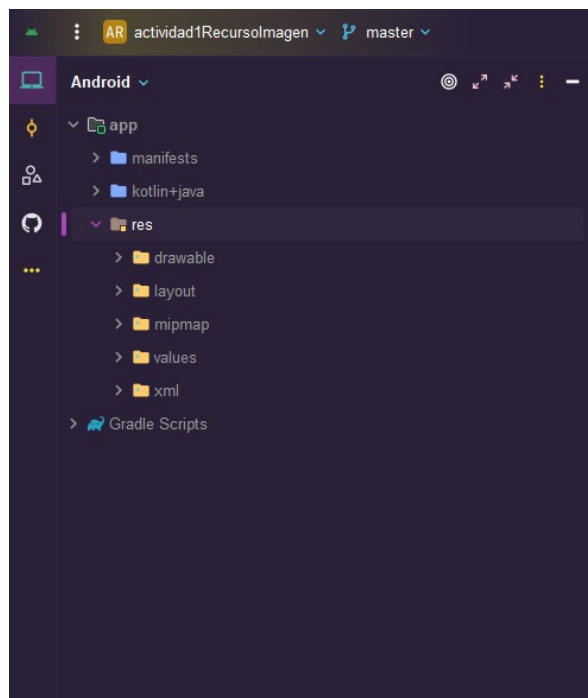 AR actividad1RecursoImagen master
Android
app
manifests
kotlin+java
res
drawable
layout
mipmap
values
xml
Gradle Scripts